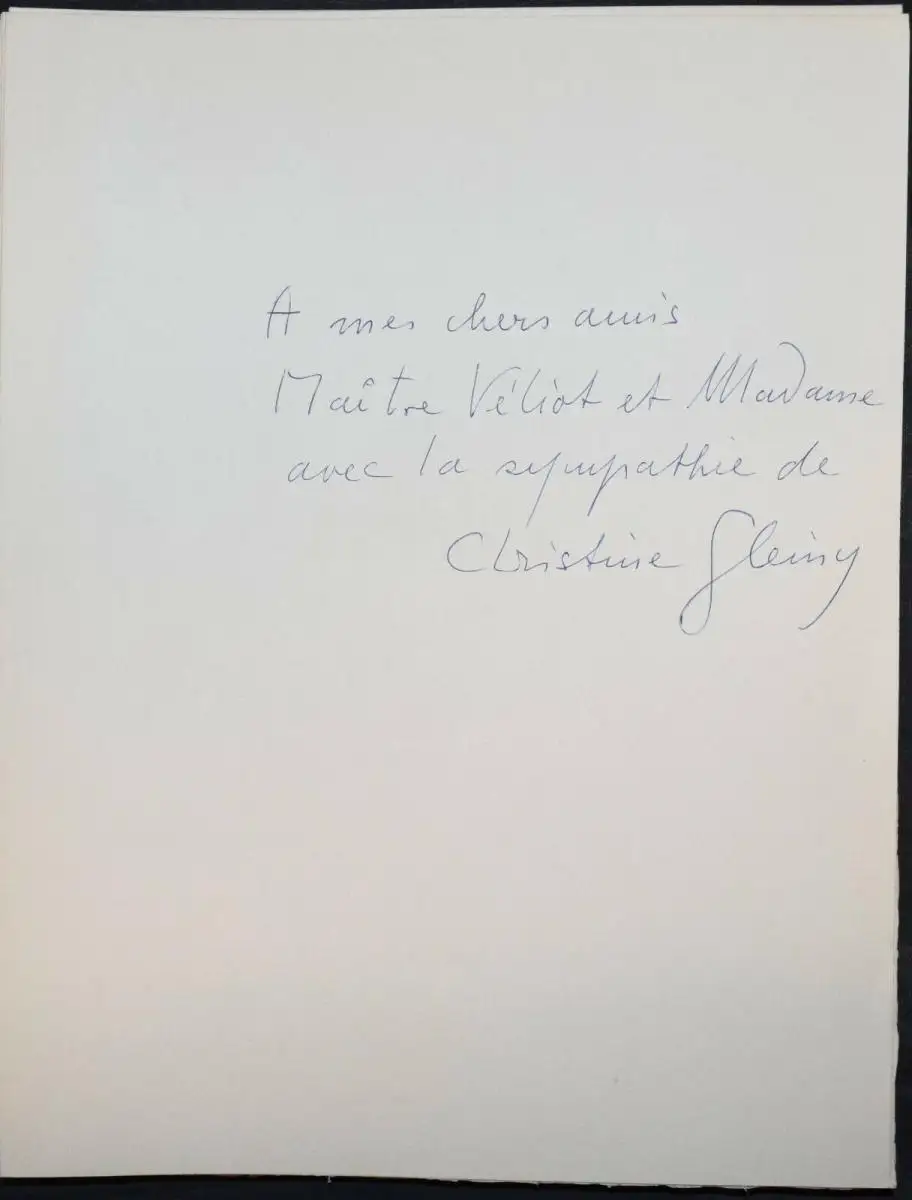 A mes chers amis
Maître Véliot et Madame
avec la sympathie de
Christine Gleiny